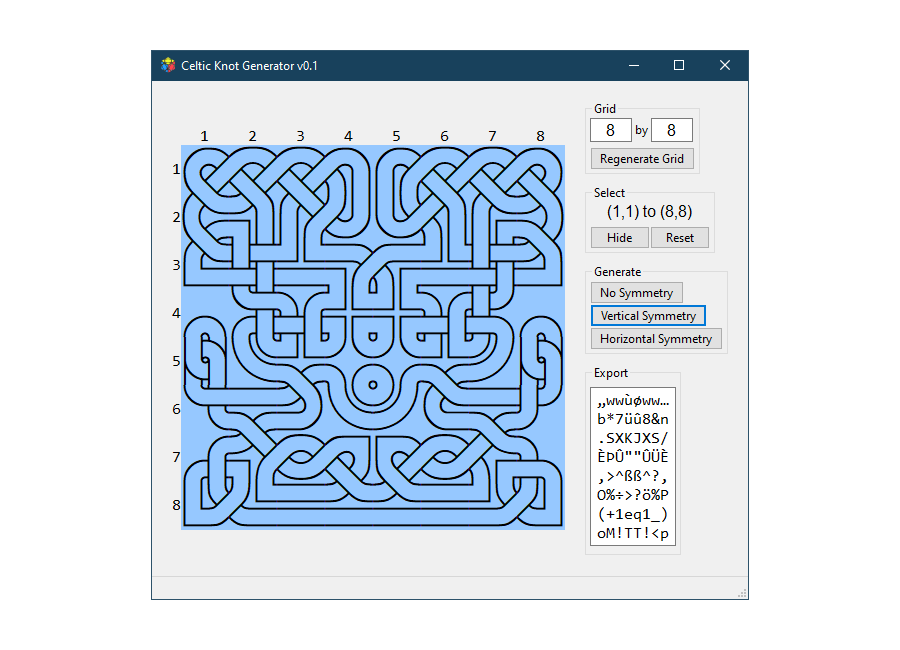 Celtic Knot Generator v0.1
Grid
8 by 8
Regenerate Grid
1 2 3 4 5 6 7 8
1
2
3
4
5
6
7
8
Select
(1,1) to (8,8)
Hide Reset
Generate
No Symmetry
Vertical Symmetry
Horizontal Symmetry
Export
„wwùøww…
b*7üû8&n
.SXKJXS/
ÈÞÛ""ÛÜÈ
,>^ßß^?,
O%÷>?ö%P
(+1eq1_)
oM!TT!<p